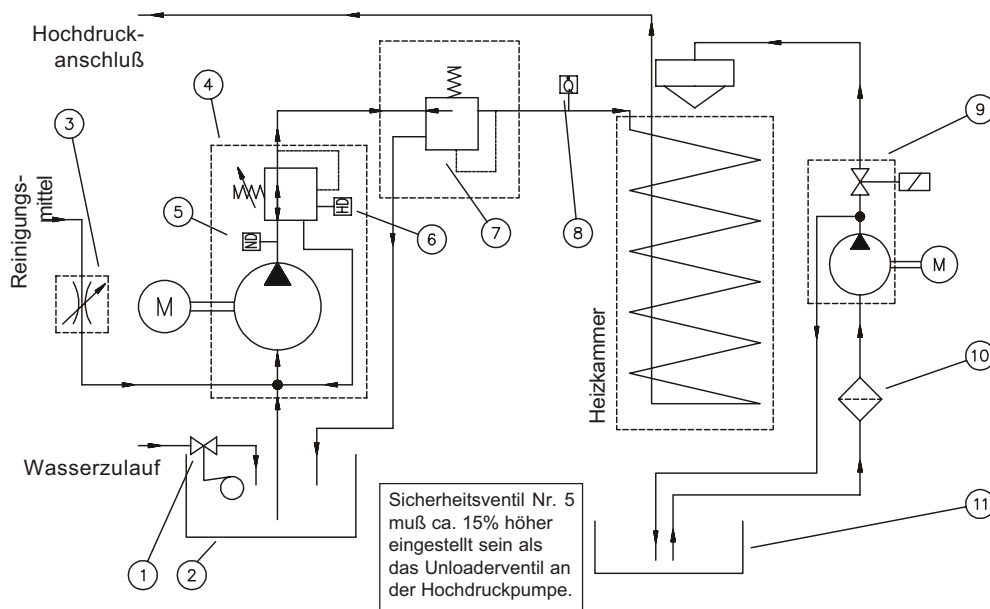 Hochdruck-
anschluß
4
3
9
Reinigungs-
mittel
5
ND
HD
6
7
Q
8
M
M
Heizkammer
10
Wasserzulauf
Sicherheitsventil Nr. 5
muß ca. 15% höher
eingestellt sein als
das Unloaderventil an
der Hochdruckpumpe.
1
2
11